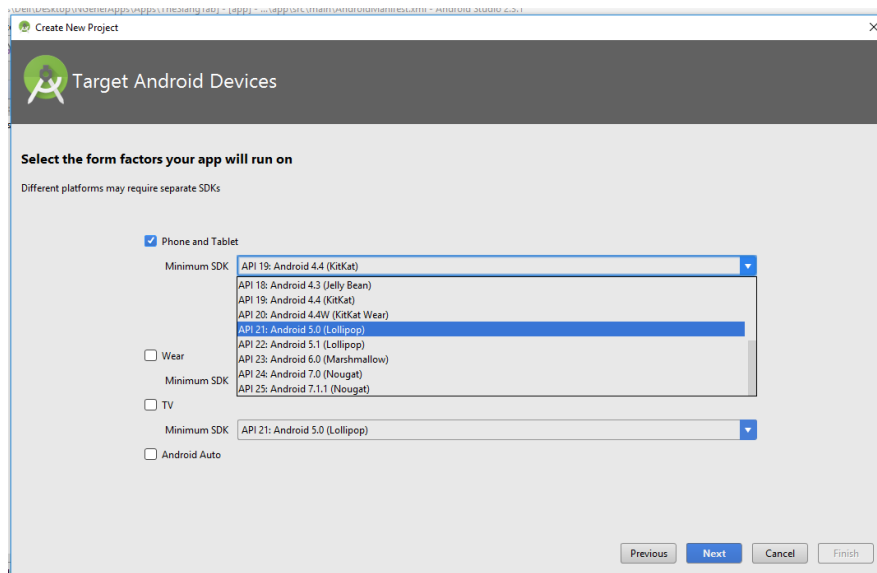 Create New Project
Target Android Devices
Select the form factors your app will run on
Different platforms may require separate SDKs
Phone and Tablet
Minimum SDK API 19: Android 4.4 (KitKat)
API 18: Android 4.3 (Jelly Bean)
API 19: Android 4.4 (KitKat)
API 20: Android 4.4W (KitKat Wear)
API 21: Android 5.0 (Lollipop)
API 22: Android 5.1 (Lollipop)
Wear
API 23: Android 6.0 (Marshmallow)
API 24: Android 7.0 (Nougat)
Minimum SDK
API 25: Android 7.1.1 (Nougat)
TV
Minimum SDK API 21: Android 5.0 (Lollipop)
Android Auto
Previous Next Cancel Finish